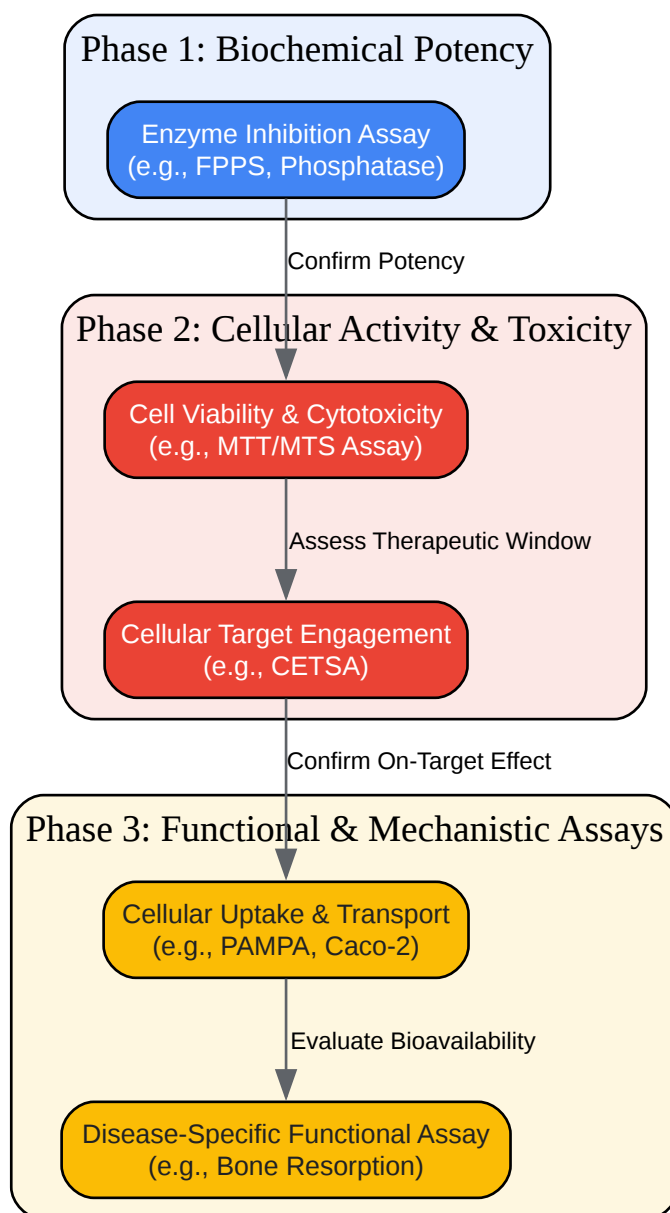 Phase 1: Biochemical Potency
Enzyme Inhibition Assay
(e.g., FPPS, Phosphatase)
Confirm Potency
Phase 2: Cellular Activity & Toxicity
Cell Viability & Cytotoxicity
(e.g., MTT/MTS Assay)
Assess Therapeutic Window
Cellular Target Engagement
(e.g., CETSA)
Confirm On-Target Effect
Phase 3: Functional & Mechanistic Assays
Cellular Uptake & Transport
(e.g., PAMPA, Caco-2)
Evaluate Bioavailability
Disease-Specific Functional Assay
(e.g., Bone Resorption)